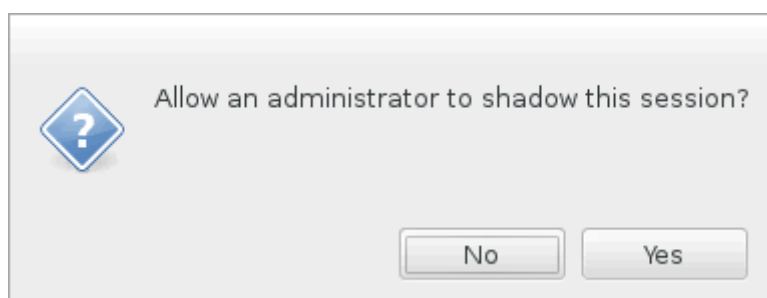 Allow an administrator to shadow this session?
?
No Yes